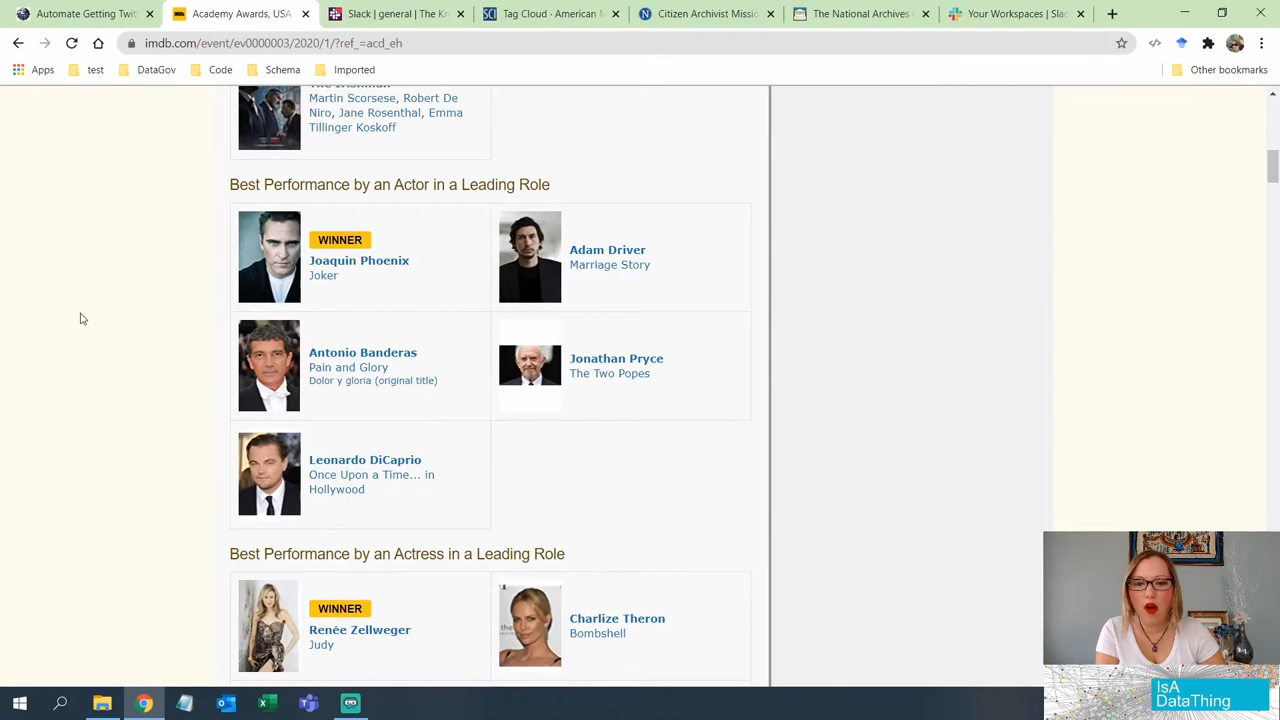 Automate Getting Twit
Academy Awards, USA
Slack | general | Th
Tag Cloud - American N
Citizen Archivist Missio
The National Archives
Your Workspaces | Slac
imdb.com/event/ev0000003/2020/1/?ref_=acd_eh
Apps
test
DataGov
Code
Schema
Imported
Other bookmarks
The Irishman
Martin Scorsese, Robert De
Niro, Jane Rosenthal, Emma
Tillinger Koskoff
Best Performance by an Actor in a Leading Role
WINNER
Joaquin Phoenix
Joker
Adam Driver
Marriage Story
Antonio Banderas
Pain and Glory
Dolor y gloria (original title)
Jonathan Pryce
The Two Popes
Leonardo DiCaprio
Once Upon a Time... in
Hollywood
Best Performance by an Actress in a Leading Role
WINNER
Renée Zellweger
Judy
Charlize Theron
Bombshell
IsA
DataThing